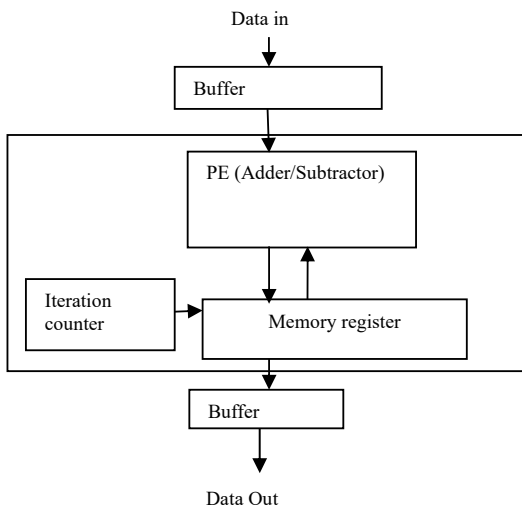 Data in
Buffer
PE (Adder/Subtractor)
Iteration
counter
Memory register
Buffer
Data Out